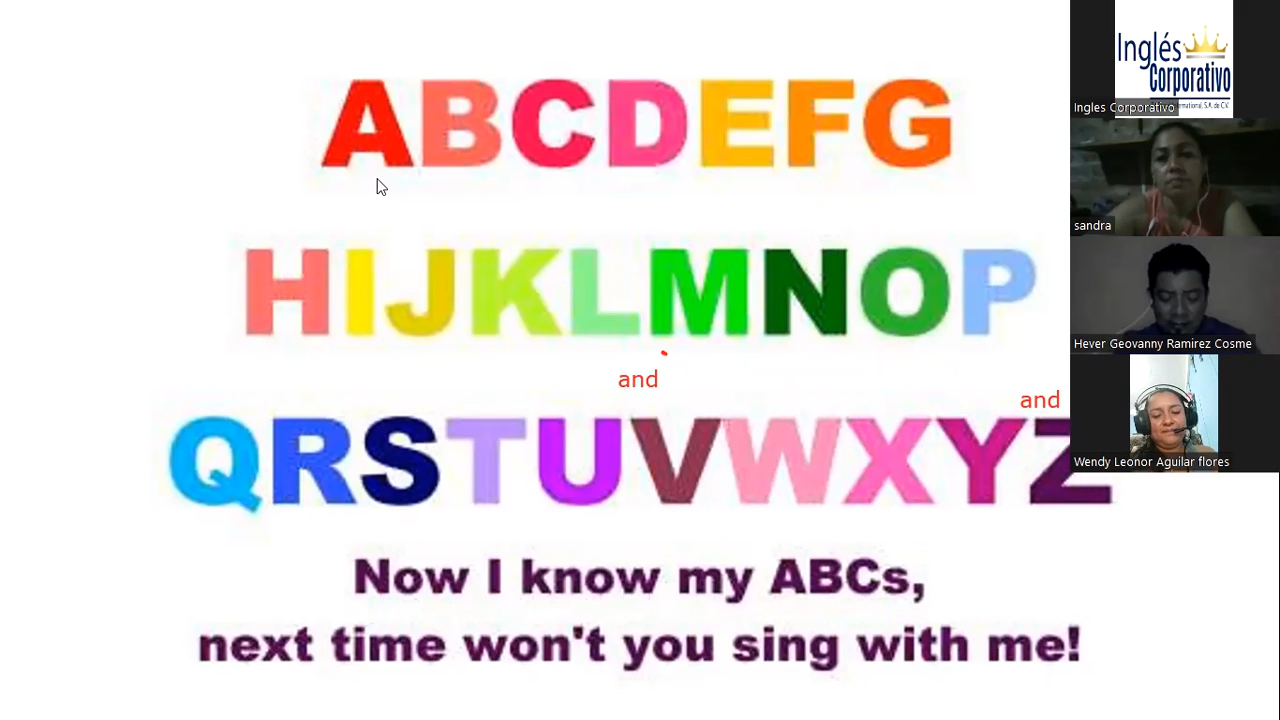 ABCDEFG
HIJKLMNOP
and
and
QRSTUVWXYZ
Now I know my ABCs,
next time won't you sing with me!
Inglés
Corporativo
Ingles Corporativo
sandra
Hever Geovanny Ramirez Cosme
Wendy Leonor Aguilar flores